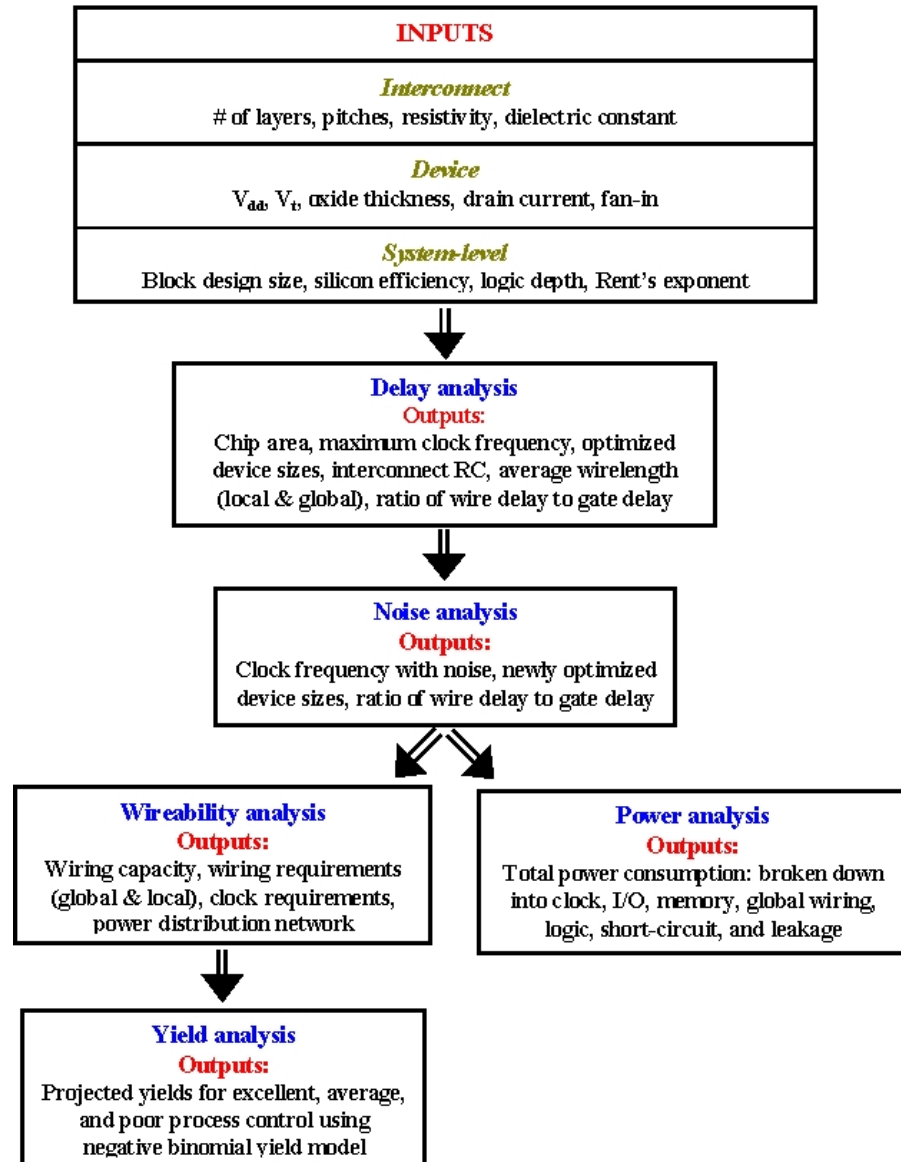 INPUTS
Interconnect
# of layers, pitches, resistivity, dielectric constant
Device
Vdd, Vt, oxide thickness, drain current, fan-in
System-level
Block design size, silicon efficiency, logic depth, Rent's exponent
Delay analysis
Outputs:
Chip area, maximum clock frequency, optimized
device sizes, interconnect RC, average wirelength
(local & global), ratio of wire delay to gate delay
Noise analysis
Outputs:
Clock frequency with noise, newly optimized
device sizes, ratio of wire delay to gate delay
Wireability analysis
Outputs:
Wiring capacity, wiring requirements
(global & local), clock requirements,
power distribution network
Power analysis
Outputs:
Total power consumption: broken down
into clock, I/O, memory, global wiring,
logic, short-circuit, and leakage
Yield analysis
Outputs:
Projected yields for excellent, average,
and poor process control using
negative binomial yield model